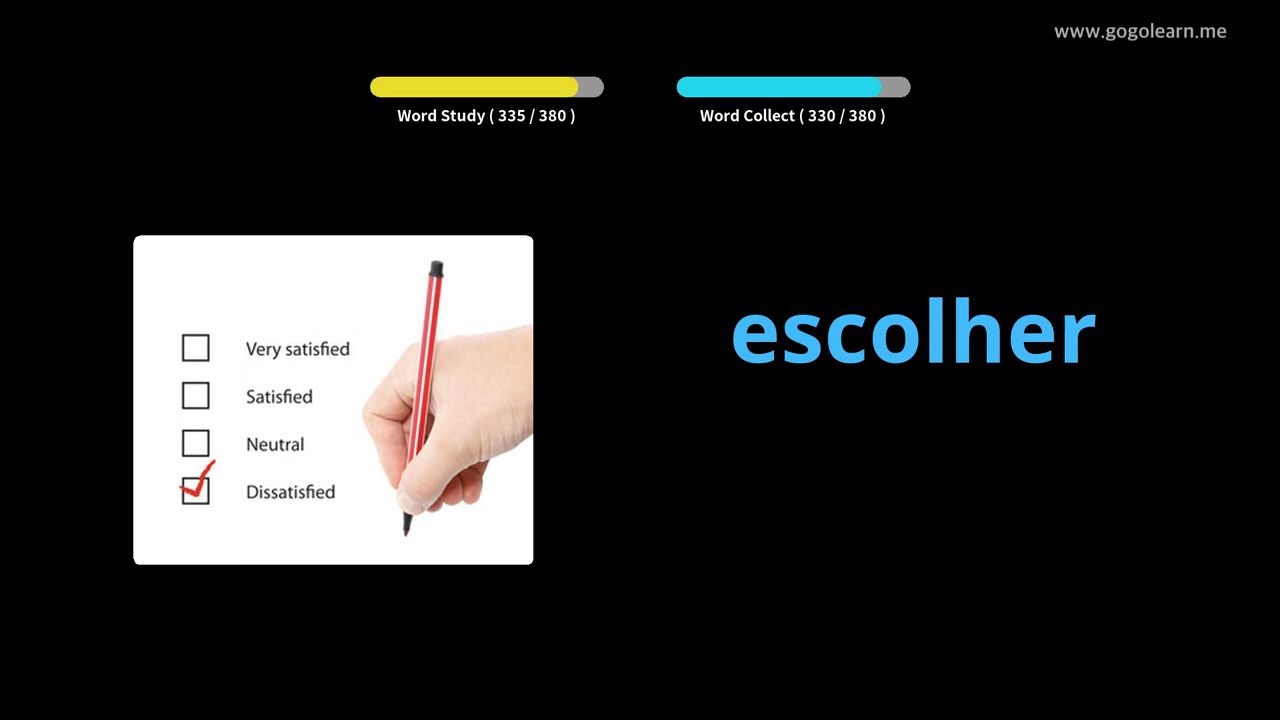 www.gogolearn.me
Word Study ( 335 / 380 )
Word Collect ( 330 / 380 )
escolher
Very satisfied
Satisfied
Neutral
Dissatisfied